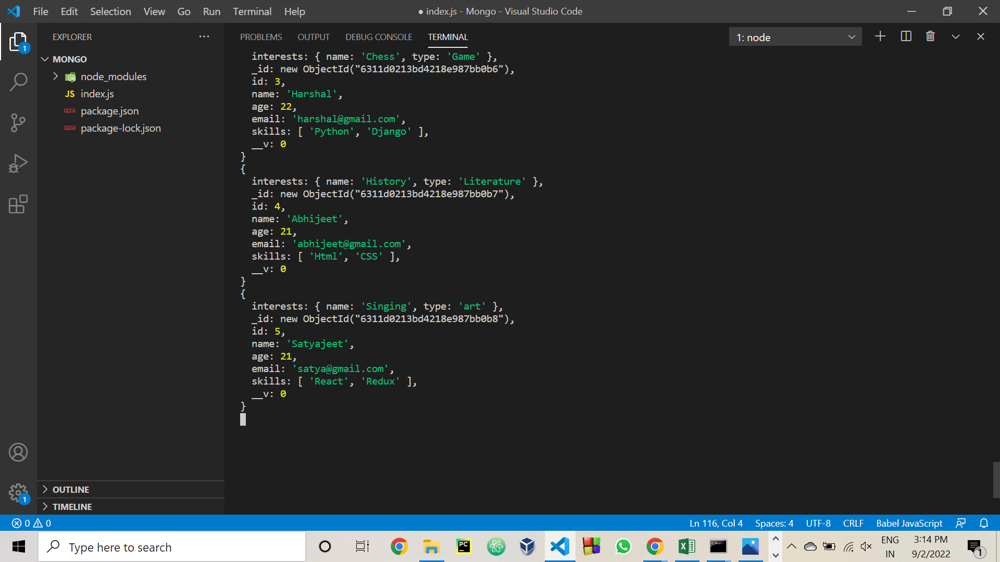 File Edit Selection View Go Run Terminal Help
● index.js - Mongo - Visual Studio Code
EXPLORER
PROBLEMS OUTPUT DEBUG CONSOLE TERMINAL
1: node
1
MONGO
node_modules
JS index.js
package.json
package-lock.json
interests: { name: 'Chess', type: 'Game' },
_id: new ObjectId("6311d0213bd4218e987bb0b6"),
id: 3,
name: 'Harshal',
age: 22,
email: 'harshal@gmail.com',
skills: [ 'Python', 'Django' ],
__v: 0
}
{
interests: { name: 'History', type: 'Literature' },
_id: new ObjectId("6311d0213bd4218e987bb0b7"),
id: 4,
name: 'Abhijeet',
age: 21,
email: 'abhijeet@gmail.com',
skills: [ 'Html', 'CSS' ],
__v: 0
}
{
interests: { name: 'Singing', type: 'art' },
_id: new ObjectId("6311d0213bd4218e987bb0b8"),
id: 5,
name: 'Satyajeet',
age: 21,
email: 'satya@gmail.com',
skills: [ 'React', 'Redux' ],
__v: 0
}
OUTLINE
1
TIMELINE
0 0
Ln 116, Col 4 Spaces: 4 UTF-8 CRLF Babel JavaScript
Type here to search
PC
ENG
IN
3:14 PM
9/2/2022
1